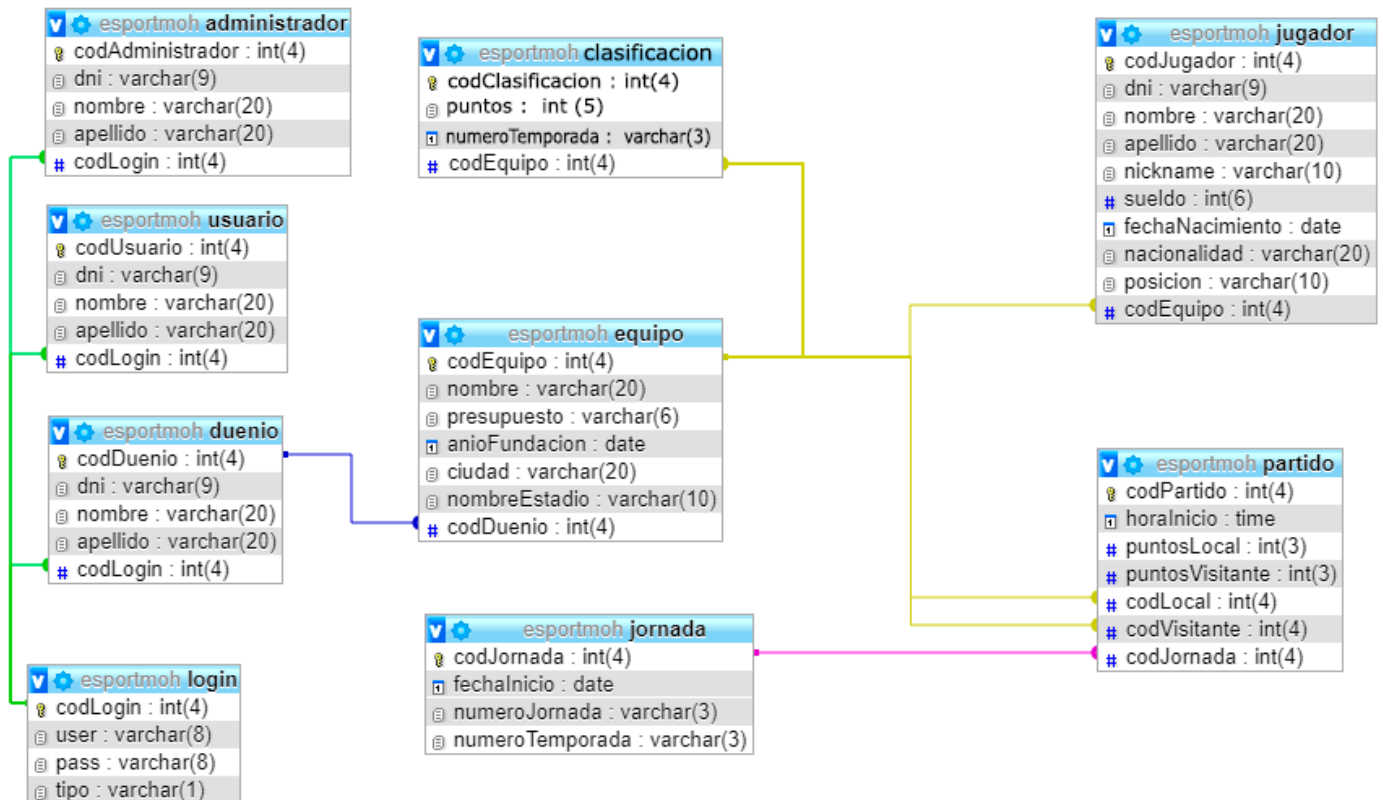 esportmoh administrador
codAdministrador : int(4)
dni : varchar(9)
nombre : varchar(20)
apellido : varchar(20)
codLogin : int(4)
esportmoh usuario
codUsuario : int(4)
dni : varchar(9)
nombre : varchar(20)
apellido : varchar(20)
codLogin : int(4)
esportmoh duenio
codDuenio : int(4)
dni : varchar(9)
nombre : varchar(20)
apellido : varchar(20)
codLogin : int(4)
esportmoh login
codLogin : int(4)
user : varchar(8)
pass : varchar(8)
tipo : varchar(1)
esportmoh clasificacion
codClasificacion : int(4)
puntos : int (5)
numeroTemporada : varchar(3)
codEquipo : int(4)
esportmoh equipo
codEquipo : int(4)
nombre : varchar(20)
presupuesto : varchar(6)
anioFundacion : date
ciudad : varchar(20)
nombreEstadio : varchar(10)
codDuenio : int(4)
esportmoh jornada
codJornada : int(4)
fechaInicio : date
numeroJornada : varchar(3)
numeroTemporada : varchar(3)
esportmoh jugador
codJugador : int(4)
dni : varchar(9)
nombre : varchar(20)
apellido : varchar(20)
nickname : varchar(10)
sueldo : int(6)
fechaNacimiento : date
nacionalidad : varchar(20)
posicion : varchar(10)
codEquipo : int(4)
esportmoh partido
codPartido : int(4)
horaInicio : time
puntosLocal : int(3)
puntosVisitante : int(3)
codLocal : int(4)
codVisitante : int(4)
codJornada : int(4)